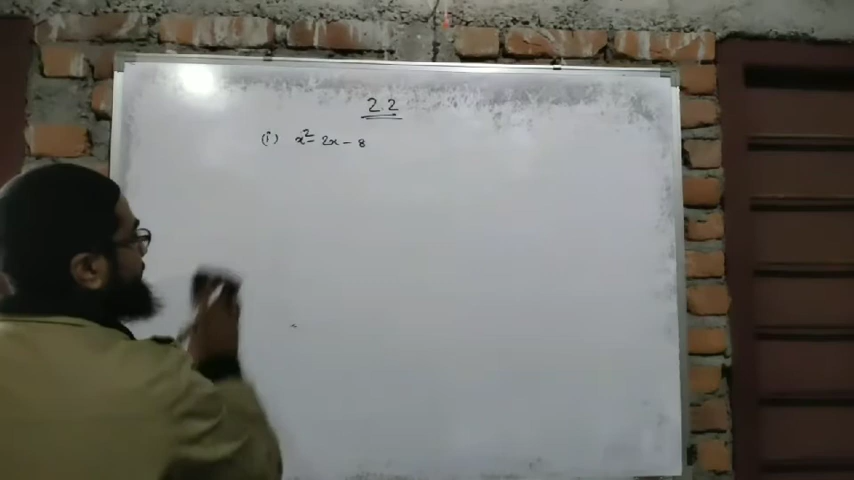 2.2
(i) x² - 2x - 8